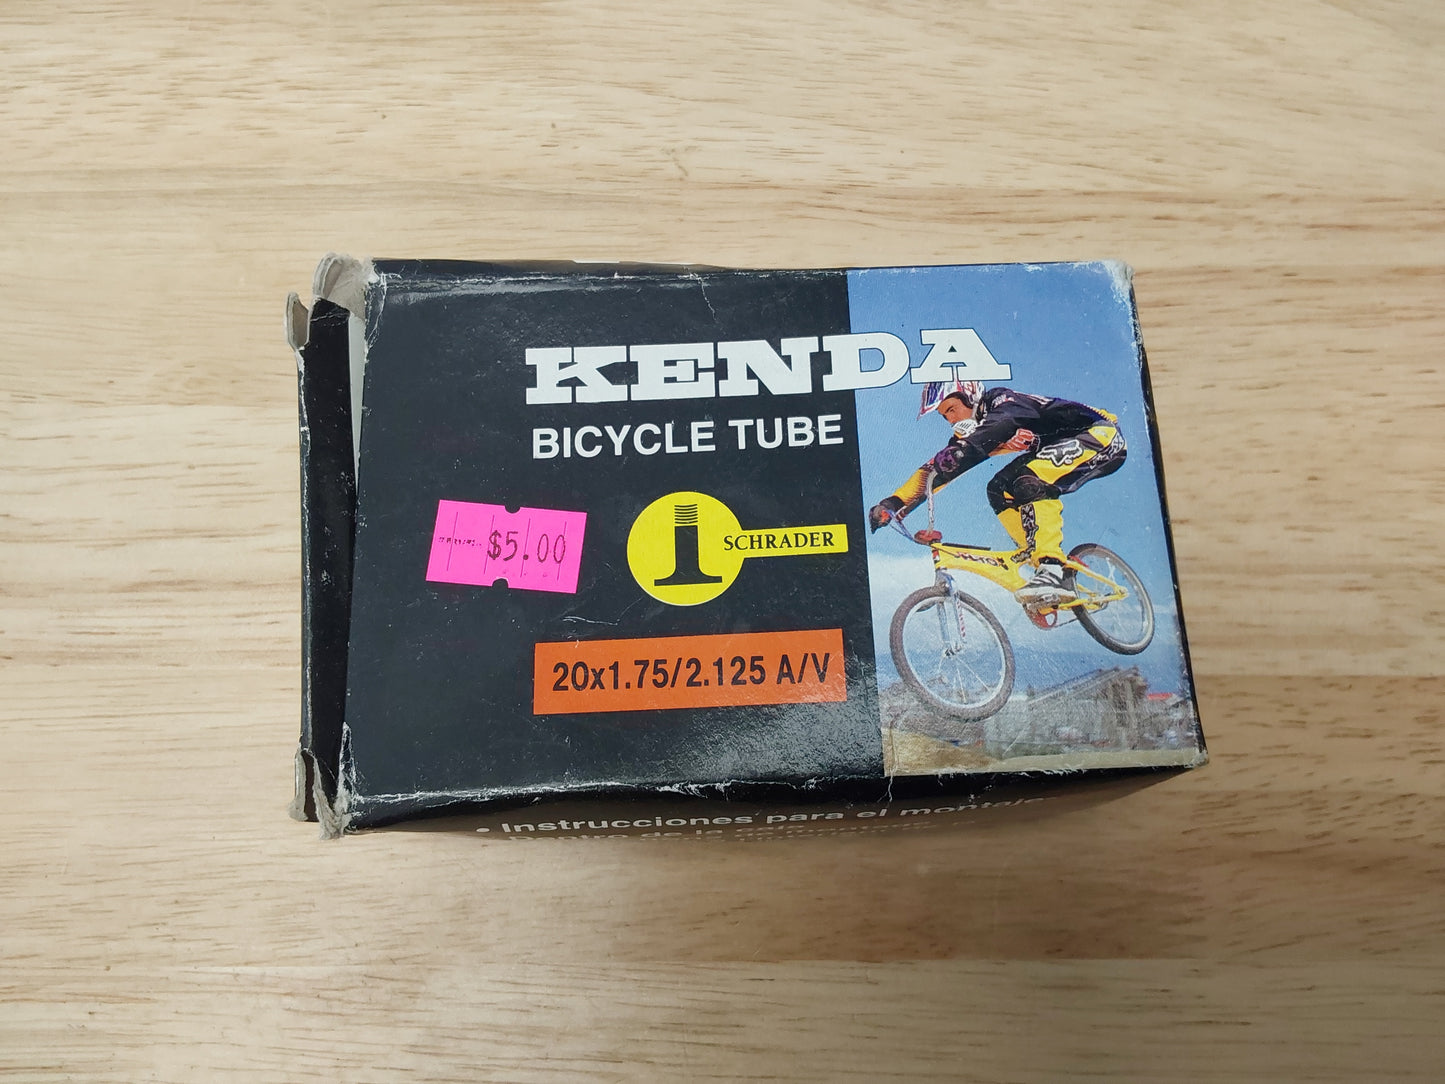 KENDA
BICYCLE TUBE
$5.00
SCHRADER
20x1.75/2.125 A/V
• Instrucciones para el montaje